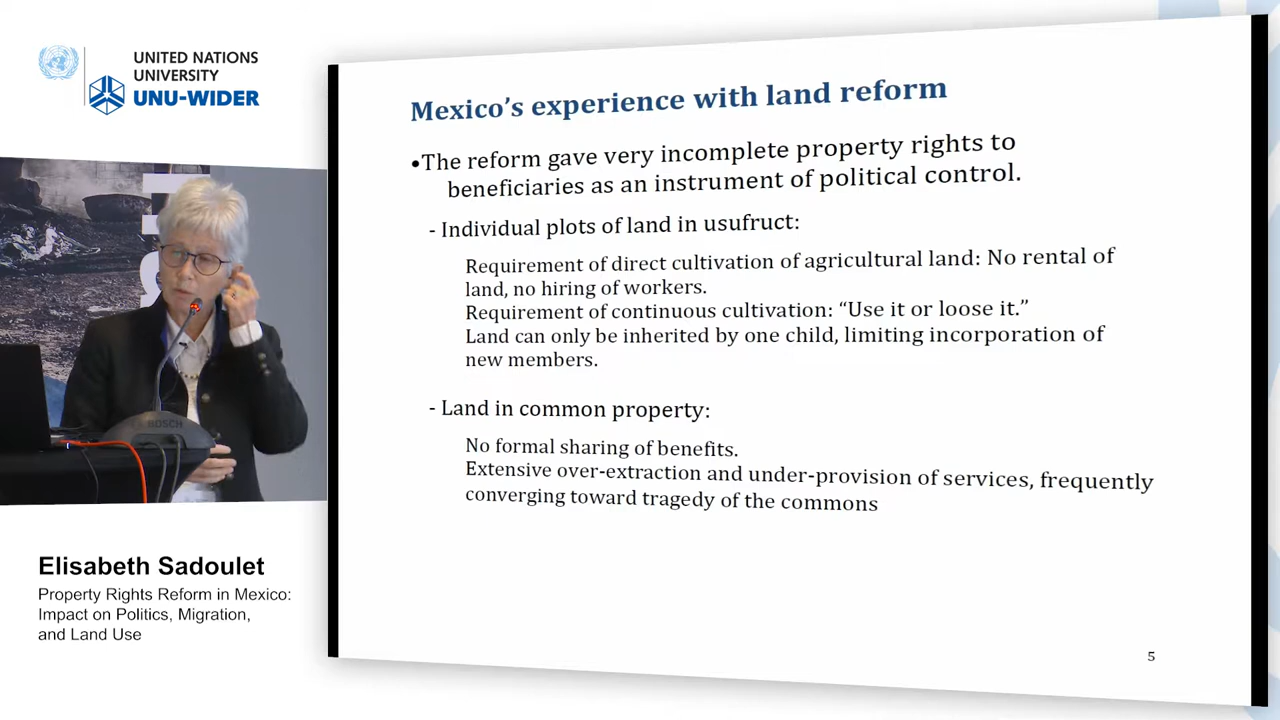 UNITED NATIONS
UNIVERSITY
UNU-WIDER
Mexico's experience with land reform
•The reform gave very incomplete property rights to
beneficiaries as an instrument of political control.
- Individual plots of land in usufruct:
Requirement of direct cultivation of agricultural land: No rental of
land, no hiring of workers.
Requirement of continuous cultivation: “Use it or loose it.”
Land can only be inherited by one child, limiting incorporation of
new members.
- Land in common property:
No formal sharing of benefits.
Extensive over-extraction and under-provision of services, frequently
converging toward tragedy of the commons
5
BOSCH
Elisabeth Sadoulet
Property Rights Reform in Mexico:
Impact on Politics, Migration,
and Land Use